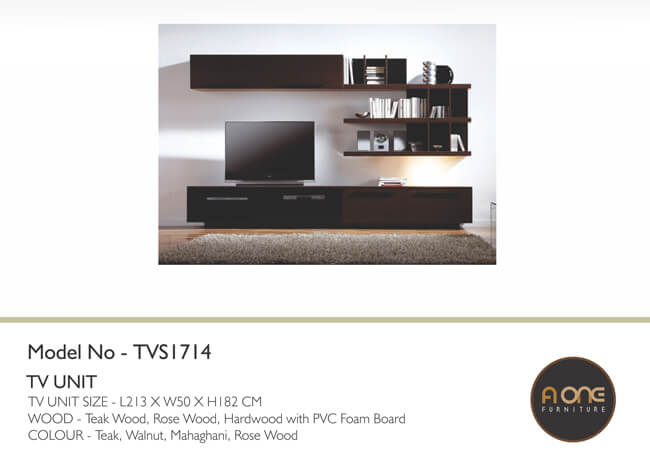 Model No - TVS1714
TV UNIT
TV UNIT SIZE - L213 X W50 X H182 CM
WOOD - Teak Wood, Rose Wood, Hardwood with PVC Foam Board
COLOUR - Teak, Walnut, Mahaghani, Rose Wood
A ONE
FURNITURE